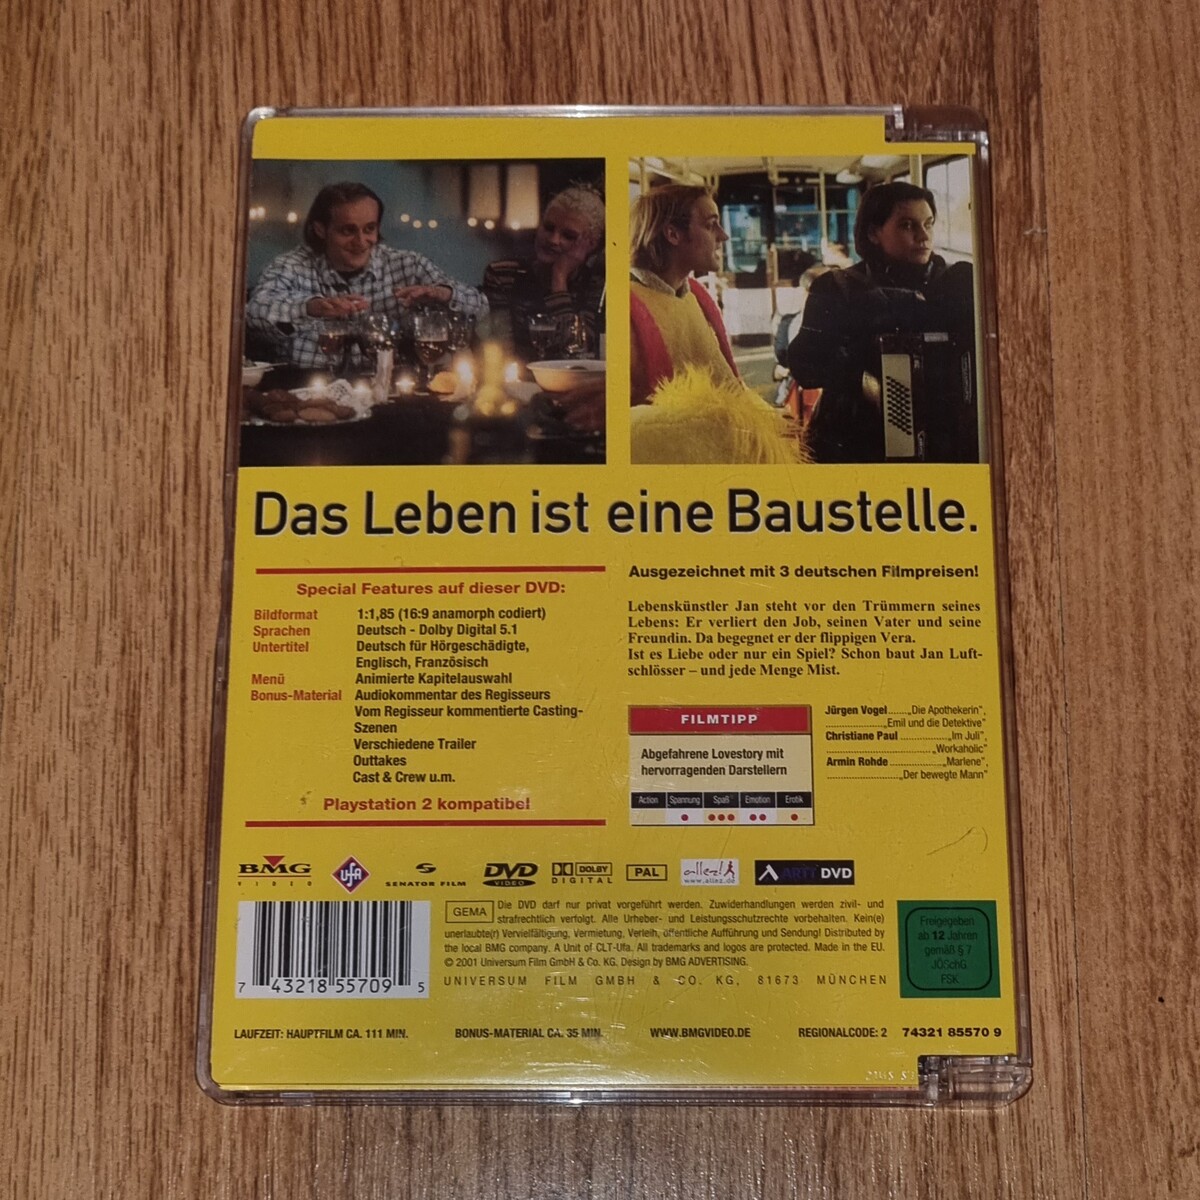 Das Leben ist eine Baustelle.
Special Features auf dieser DVD:
Bildformat 1:1,85 (16:9 anamorph codiert)
Sprachen Deutsch - Dolby Digital 5.1
Untertitel Deutsch für Hörgeschädigte,
Englisch, Französisch
Menü Animierte Kapitelauswahl
Bonus-Material Audiokommentar des Regisseurs
Vom Regisseur kommentierte Casting-
Szenen
Verschiedene Trailer
Outtakes
Cast & Crew u.m.
Playstation 2 kompatibel
Ausgezeichnet mit 3 deutschen Filmpreisen!
Lebenskünstler Jan steht vor den Trümmern seines
Lebens: Er verliert den Job, seinen Vater und seine
Freundin. Da begegnet er der flippigen Vera.
Ist es Liebe oder nur ein Spiel? Schon baut Jan Luft-
schlösser – und jede Menge Mist.
FILMTIPP
Abgefahrene Lovestory mit
hervorragenden Darstellern
Action Spannung Spaß Emotion Erotik
Jürgen Vogel.......„Die Apothekerin",
„Emil und die Detektive"
Christiane Paul ................„Im Juli",
„Workaholic"
Armin Rohde ...................„Marlene",
„Der bewegte Mann"
BMG VIDEO
UFA
SENATOR FILM
DVD VIDEO
DOLBY DIGITAL
PAL
allez!
www.allez.de
DVD
GEMA
Die DVD darf nur privat vorgeführt werden. Zuwiderhandlungen werden zivil- und
strafrechtlich verfolgt. Alle Urheber- und Leistungsschutzrechte vorbehalten. Kein(e)
unerlaubte(r) Vervielfältigung, Vermietung, Verleih, öffentliche Aufführung und Sendung! Distributed by
the local BMG company. A Unit of CLT-Ufa. All trademarks and logos are protected. Made in the EU.
© 2001 Universum Film GmbH & Co. KG. Design by BMG ADVERTISING.
UNIVERSUM FILM GMBH & CO. KG, 81673 MÜNCHEN
7 43218 55709 5
Freigegeben
ab 12 Jahren
gemäß § 7
JÖSchG
FSK
LAUFZEIT: HAUPTFILM CA. 111 MIN. BONUS-MATERIAL CA. 35 MIN. WWW.BMGVIDEO.DE REGIONALCODE: 2 74321 85570 9